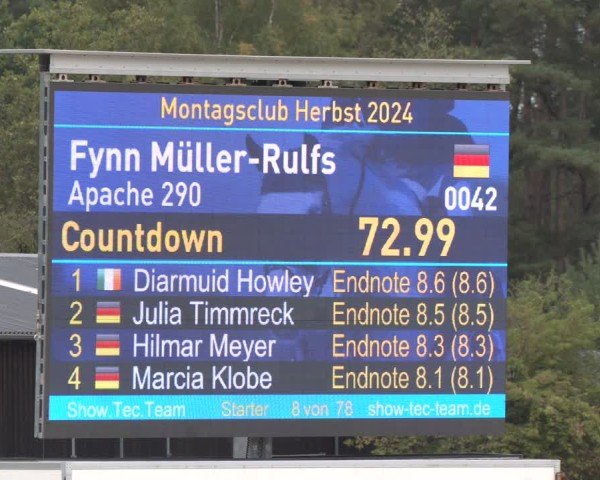 Montagsclub Herbst 2024
Fynn Müller-Rulfs
Apache 290 0042
Countdown 72.99
1 Diarmuid Howley Endnote 8.6 (8.6)
2 Julia Timmreck Endnote 8.5 (8.5)
3 Hilmar Meyer Endnote 8.3 (8.3)
4 Marcia Klobe Endnote 8.1 (8.1)
Show.Tec.Team Starter 8 von 78 show-tec-team.de